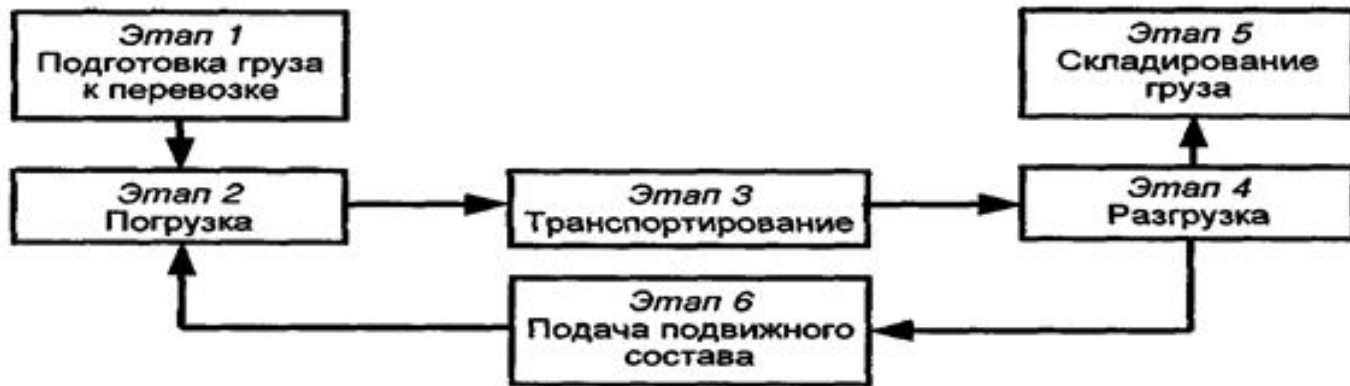 Этап 1
Подготовка груза
к перевозке
Этап 5
Складирование
груза
Этап 2
Погрузка
Этап 3
Транспортирование
Этап 4
Разгрузка
Этап 6
Подача подвижного
состава